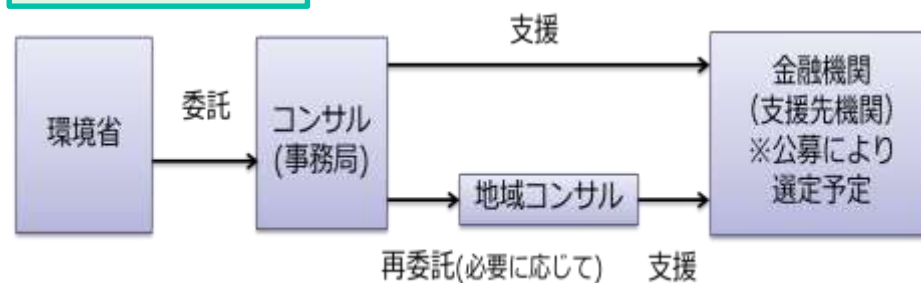 環境省
委託
コンサル
(事務局)
支援
再委託(必要に応じて)
地域コンサル
支援
金融機関
(支援先機関)
※公募により
選定予定